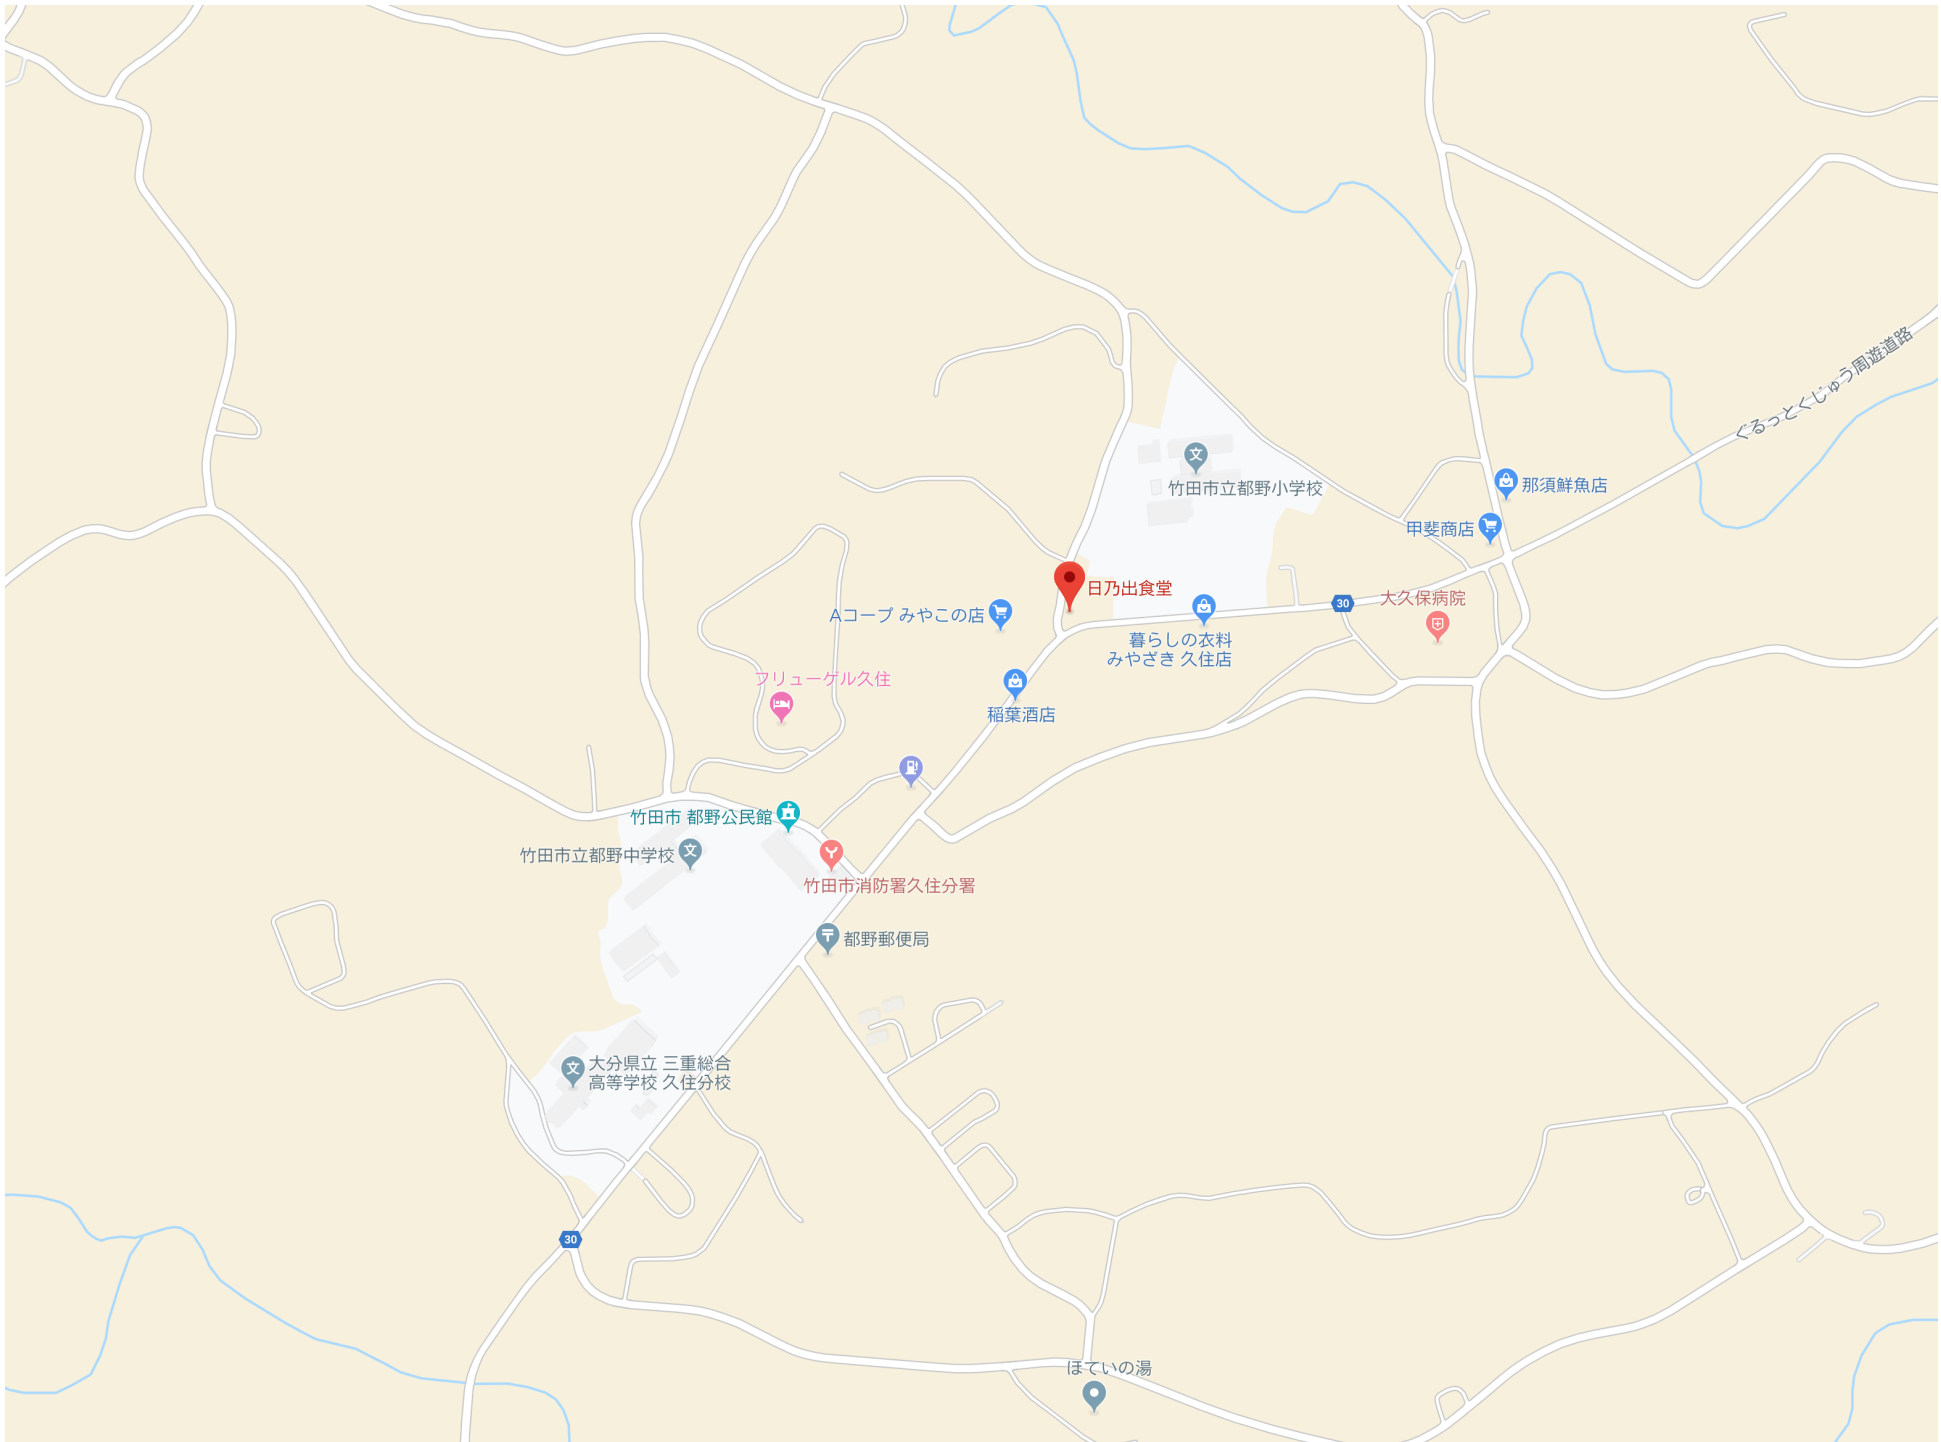 ぐるっとくじゅう周遊道路
那須鮮魚店
竹田市立都野小学校
甲斐商店
日乃出食堂
大久保病院
30
Aコープ みやこの店
暮らしの衣料
みやざき 久住店
フリューゲル久住
稲葉酒店
竹田市 都野公民館
竹田市立都野中学校
竹田市消防署久住分署
都野郵便局
大分県立 三重総合
高等学校 久住分校
30
ほていの湯